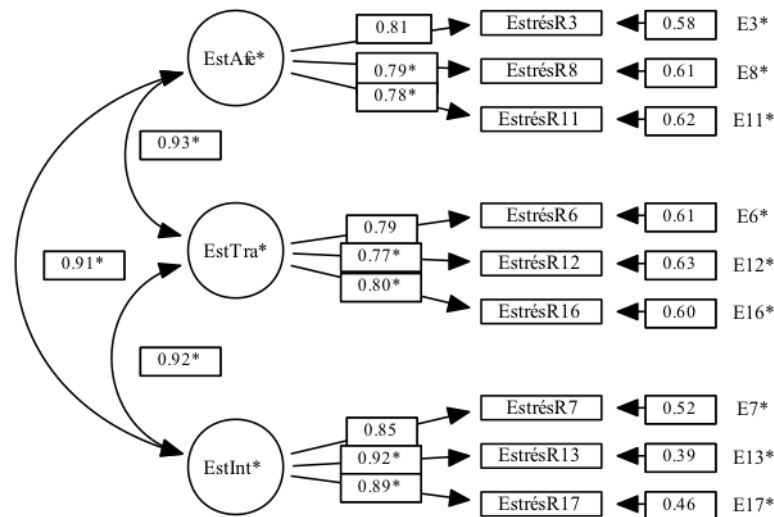 0.81 EstrésR3 0.58 E3*
EstAfe* 0.79* EstrésR8 0.61 E8*
0.78* EstrésR11 0.62 E11*
0.93*
0.79 EstrésR6 0.61 E6*
EstTra* 0.77* EstrésR12 0.63 E12*
0.91*
0.80* EstrésR16 0.60 E16*
0.92*
0.85 EstrésR7 0.52 E7*
EstInt* 0.92* EstrésR13 0.39 E13*
0.89* EstrésR17 0.46 E17*